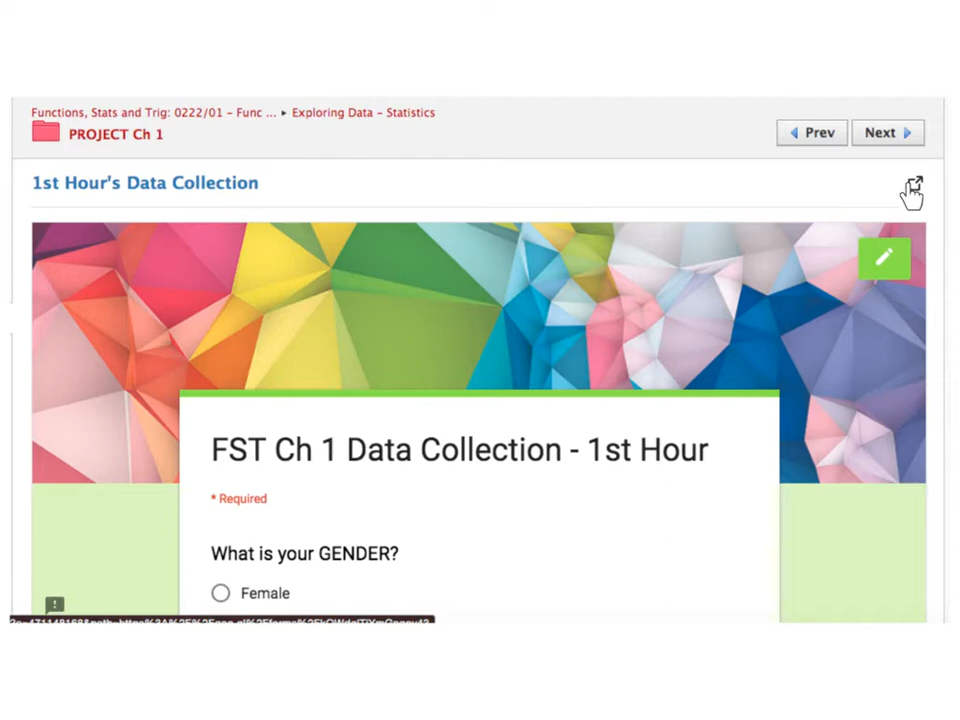 Functions, Stats and Trig: 0222/01 - Func ... ▸ Exploring Data - Statistics
PROJECT Ch 1
Prev Next
1st Hour's Data Collection
FST Ch 1 Data Collection - 1st Hour
* Required
What is your GENDER?
Female